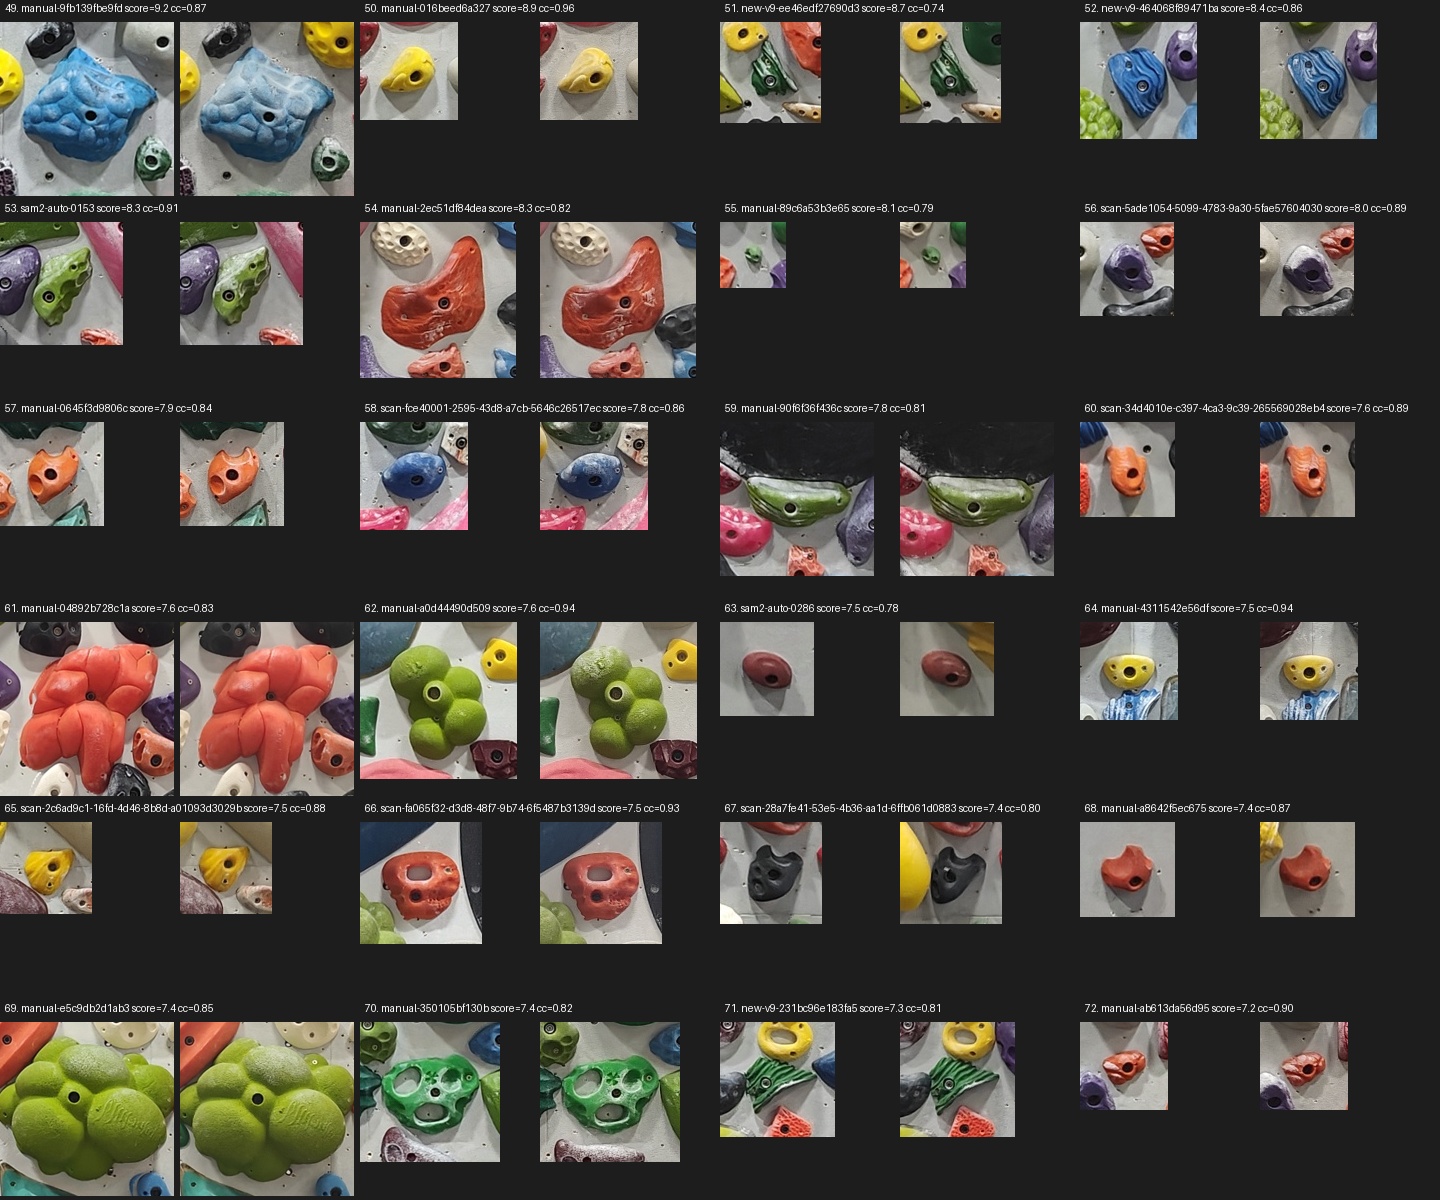 49. manual-9fb139fbe9fd score=9.2 cc=0.87
50. manual-016beed6a327 score=8.9 cc=0.96
51. new-v9-ee46edf27690d3 score=8.7 cc=0.74
52. new-v9-464068f89471ba score=8.4 cc=0.86
53. sam2-auto-0153 score=8.3 cc=0.91
54. manual-2ec51df84dea score=8.3 cc=0.82
55. manual-89c6a53b3e65 score=8.1 cc=0.79
56. scan-5ade1054-5099-4783-9a30-5fae57604030 score=8.0 cc=0.89
57. manual-0645f3d9806c score=7.9 cc=0.84
58. scan-fce40001-2595-43d8-a7cb-5646c26517ec score=7.8 cc=0.86
59. manual-90f6f36f436c score=7.8 cc=0.81
60. scan-34d4010e-c397-4ca3-9c39-265569028eb4 score=7.6 cc=0.89
61. manual-04892b728c1a score=7.6 cc=0.83
62. manual-a0d44490d509 score=7.6 cc=0.94
63. sam2-auto-0286 score=7.5 cc=0.78
64. manual-4311542e56df score=7.5 cc=0.94
65. scan-2c6ad9c1-16fd-4d46-8b8d-a01093d3029b score=7.5 cc=0.88
66. scan-fa065f32-d3d8-48f7-9b74-6f5487b3139d score=7.5 cc=0.93
67. scan-28a7fe41-53e5-4b36-aa1d-6ffb061d0883 score=7.4 cc=0.80
68. manual-a8642f5ec675 score=7.4 cc=0.87
69. manual-e5c9db2d1ab3 score=7.4 cc=0.85
70. manual-350105bf130b score=7.4 cc=0.82
71. new-v9-231bc96e183fa5 score=7.3 cc=0.81
72. manual-ab613da56d95 score=7.2 cc=0.90